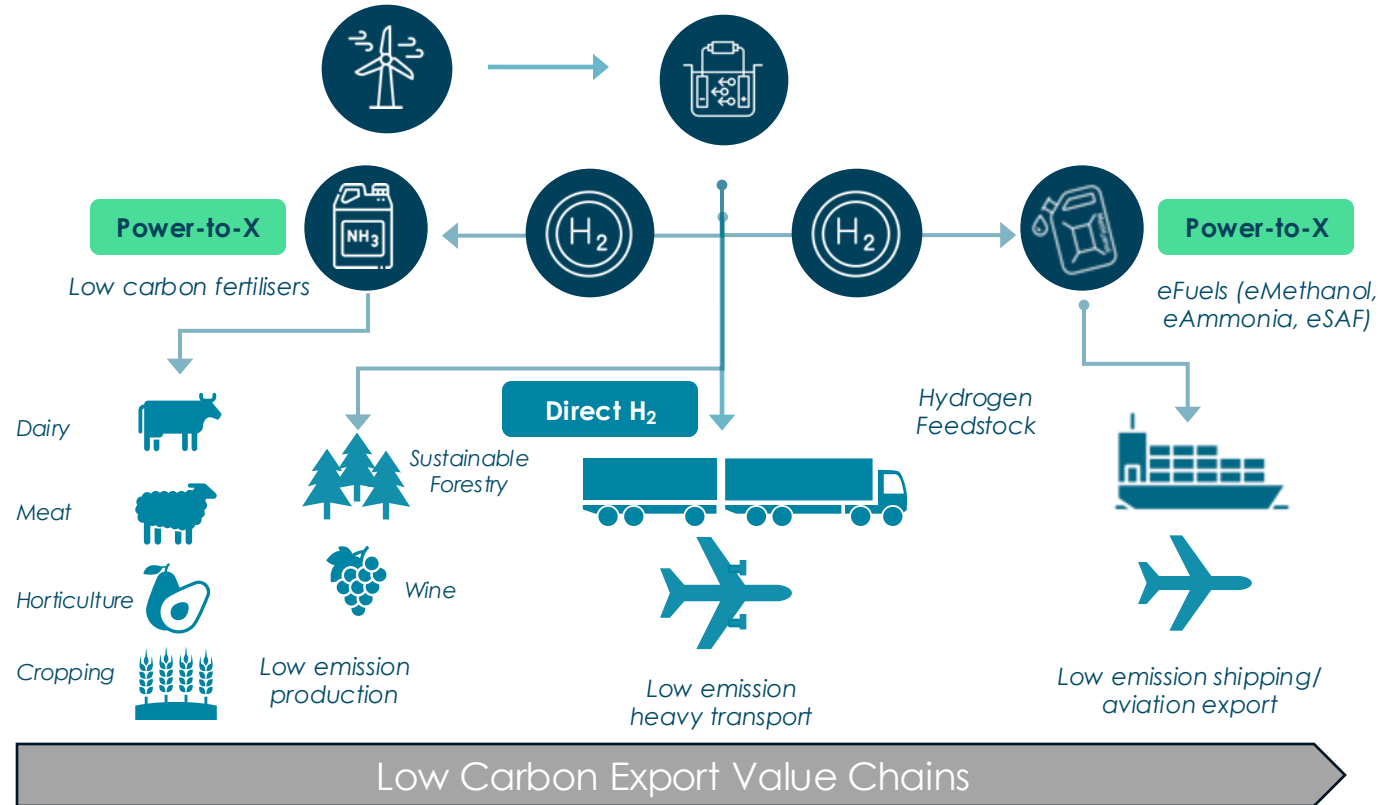 Power-to-X
NH3
H2
H2
Power-to-X
Low carbon fertilisers
eFuels (eMethanol,
eAmmonia, eSAF)
Direct H2
Hydrogen
Feedstock
Dairy
Sustainable
Forestry
Meat
Horticulture
Wine
Cropping
Low emission
production
Low emission
heavy transport
Low emission shipping/
aviation export
Low Carbon Export Value Chains